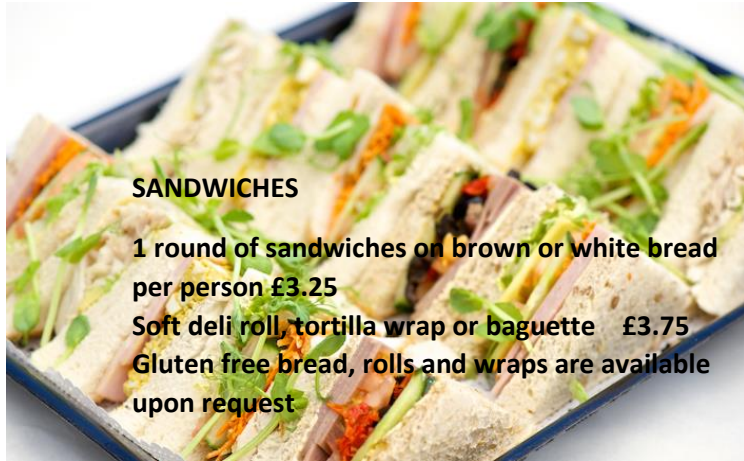 SANDWICHES
1 round of sandwiches on brown or white bread
per person £3.25
Soft deli roll, tortilla wrap or baguette £3.75
Gluten free bread, rolls and wraps are available
upon request